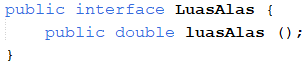 public interface LuasAlas {
    public double luasAlas ();
}